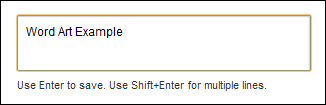 Word Art Example
Use Enter to save. Use Shift+Enter for multiple lines.